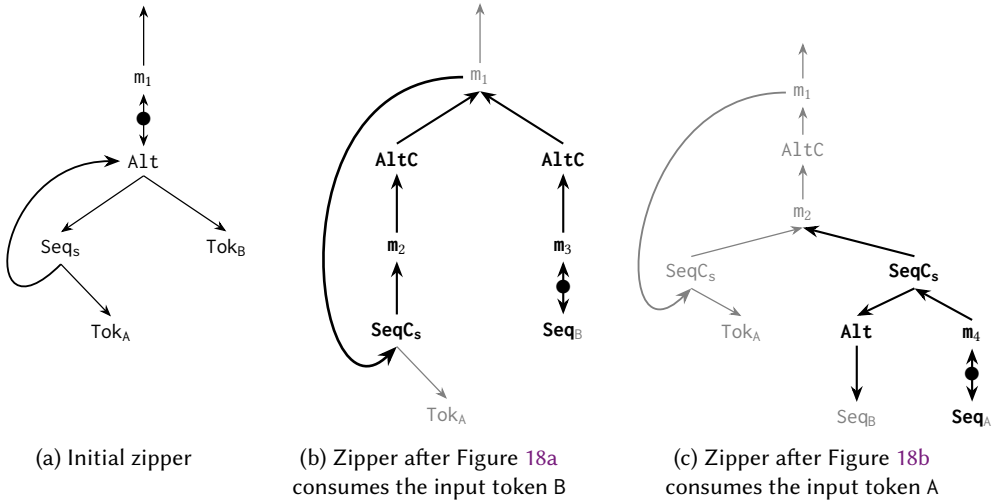 m1
Alt
Seqs
TokB
TokA
(a) Initial zipper
m1
AltC
AltC
m2
m3
SeqCs
SeqB
TokA
(b) Zipper after Figure 18a
consumes the input token B
m1
AltC
m2
SeqCs
SeqCs
TokA
Alt
m4
SeqB
SeqA
(c) Zipper after Figure 18b
consumes the input token A